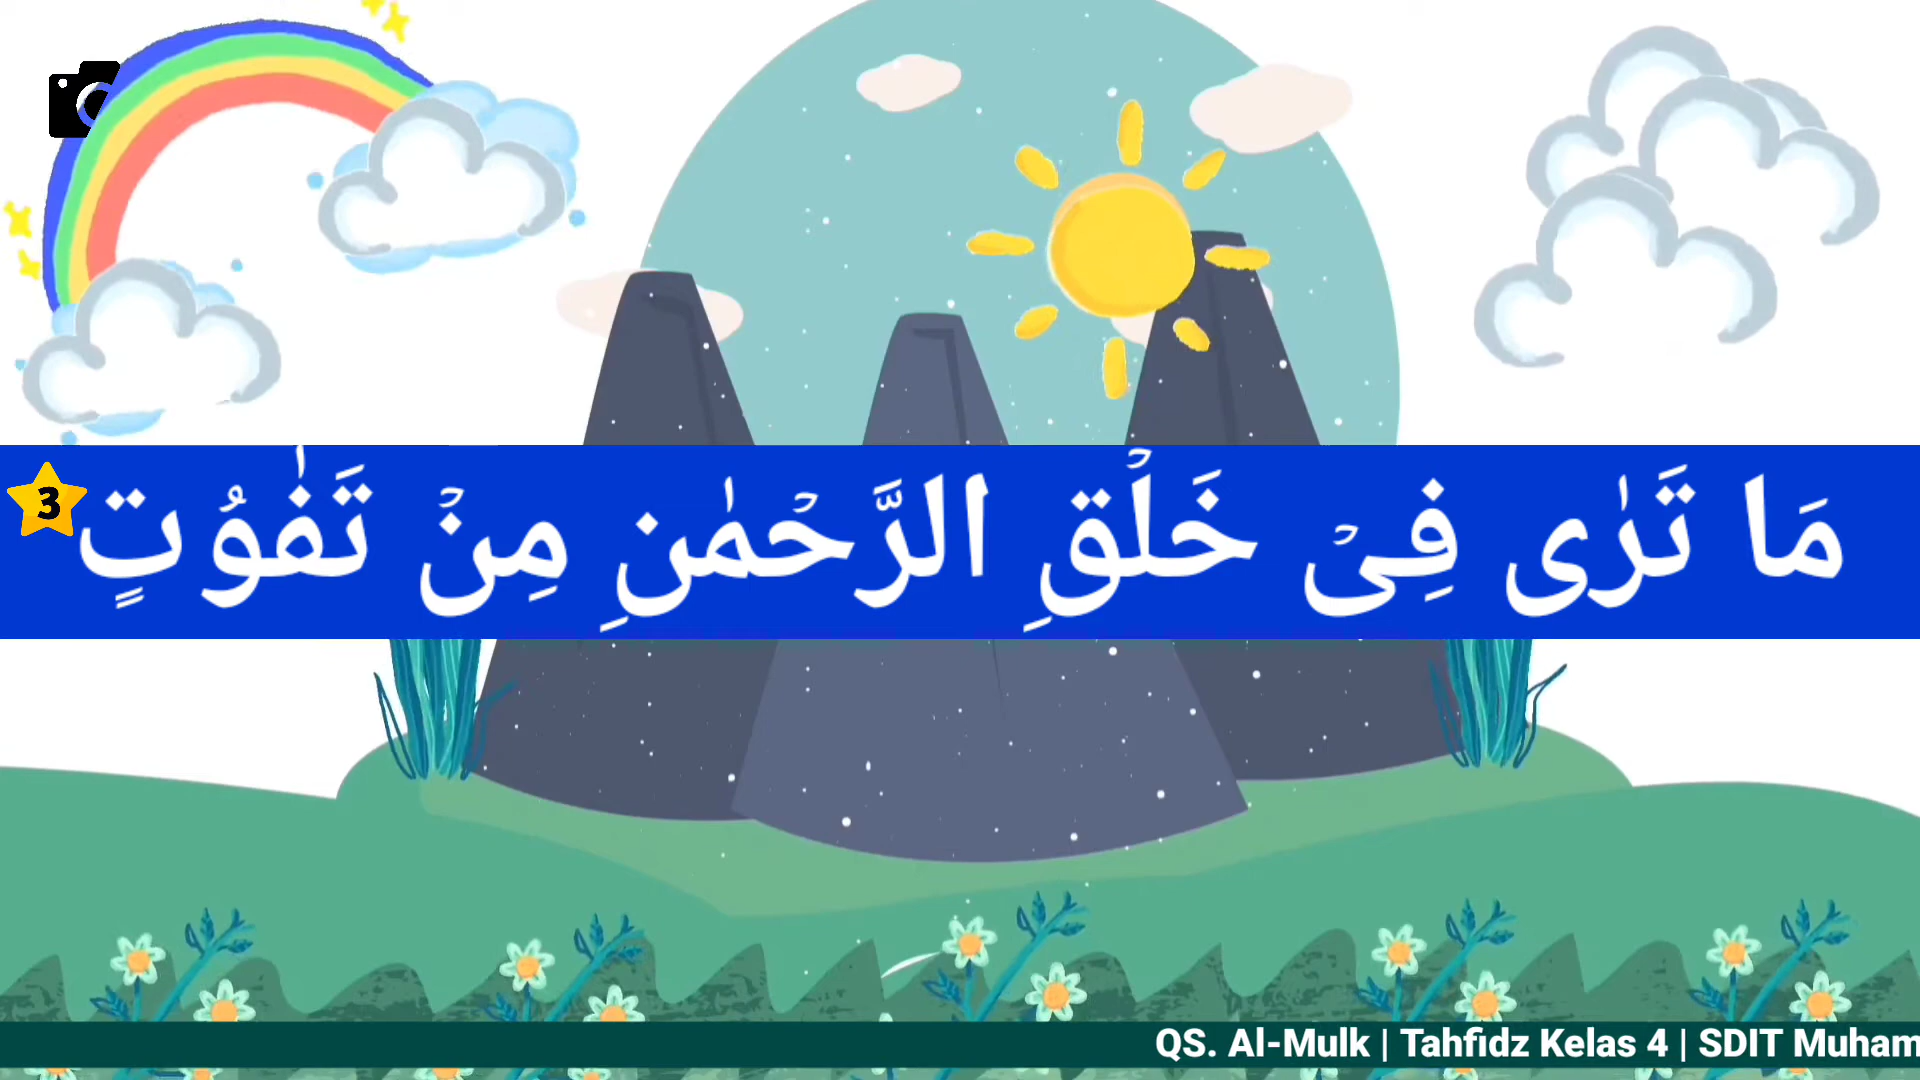 مَا تَرٰى فِيْ خَلْقِ الرَّحْمٰنِ مِنْ تَفٰوُتٍ
3
QS. Al-Mulk | Tahfidz Kelas 4 | SDIT Muham